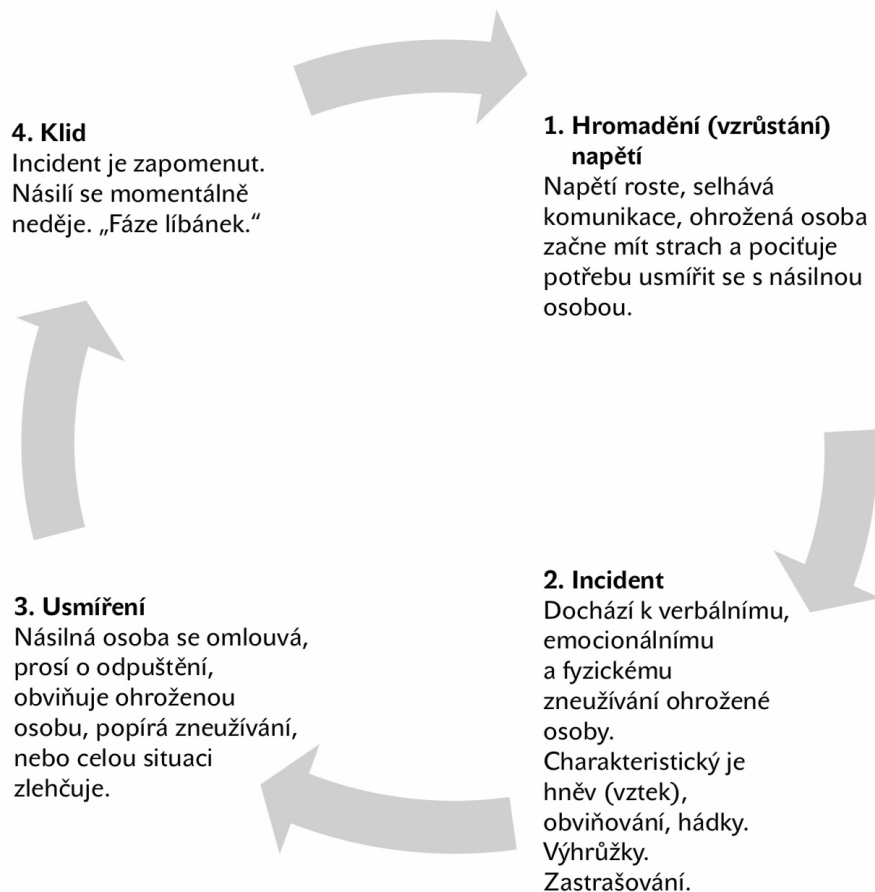 1. Hromadění (vzrůstání)
napětí
Napětí roste, selhává
komunikace, ohrožená osoba
začne mít strach a pociťuje
potřebu usmířit se s násilnou
osobou.
2. Incident
Dochází k verbálnímu,
emocionálnímu
a fyzickému
zneužívání ohrožené
osoby.
Charakteristický je
hněv (vztek),
obviňování, hádky.
Výhrůžky.
Zastrašování.
3. Usmíření
Násilná osoba se omlouvá,
prosí o odpuštění,
obviňuje ohroženou
osobu, popírá zneužívání,
nebo celou situaci
zlehčuje.
4. Klid
Incident je zapomenut.
Násilí se momentálně
neděje. „Fáze líbánek.“